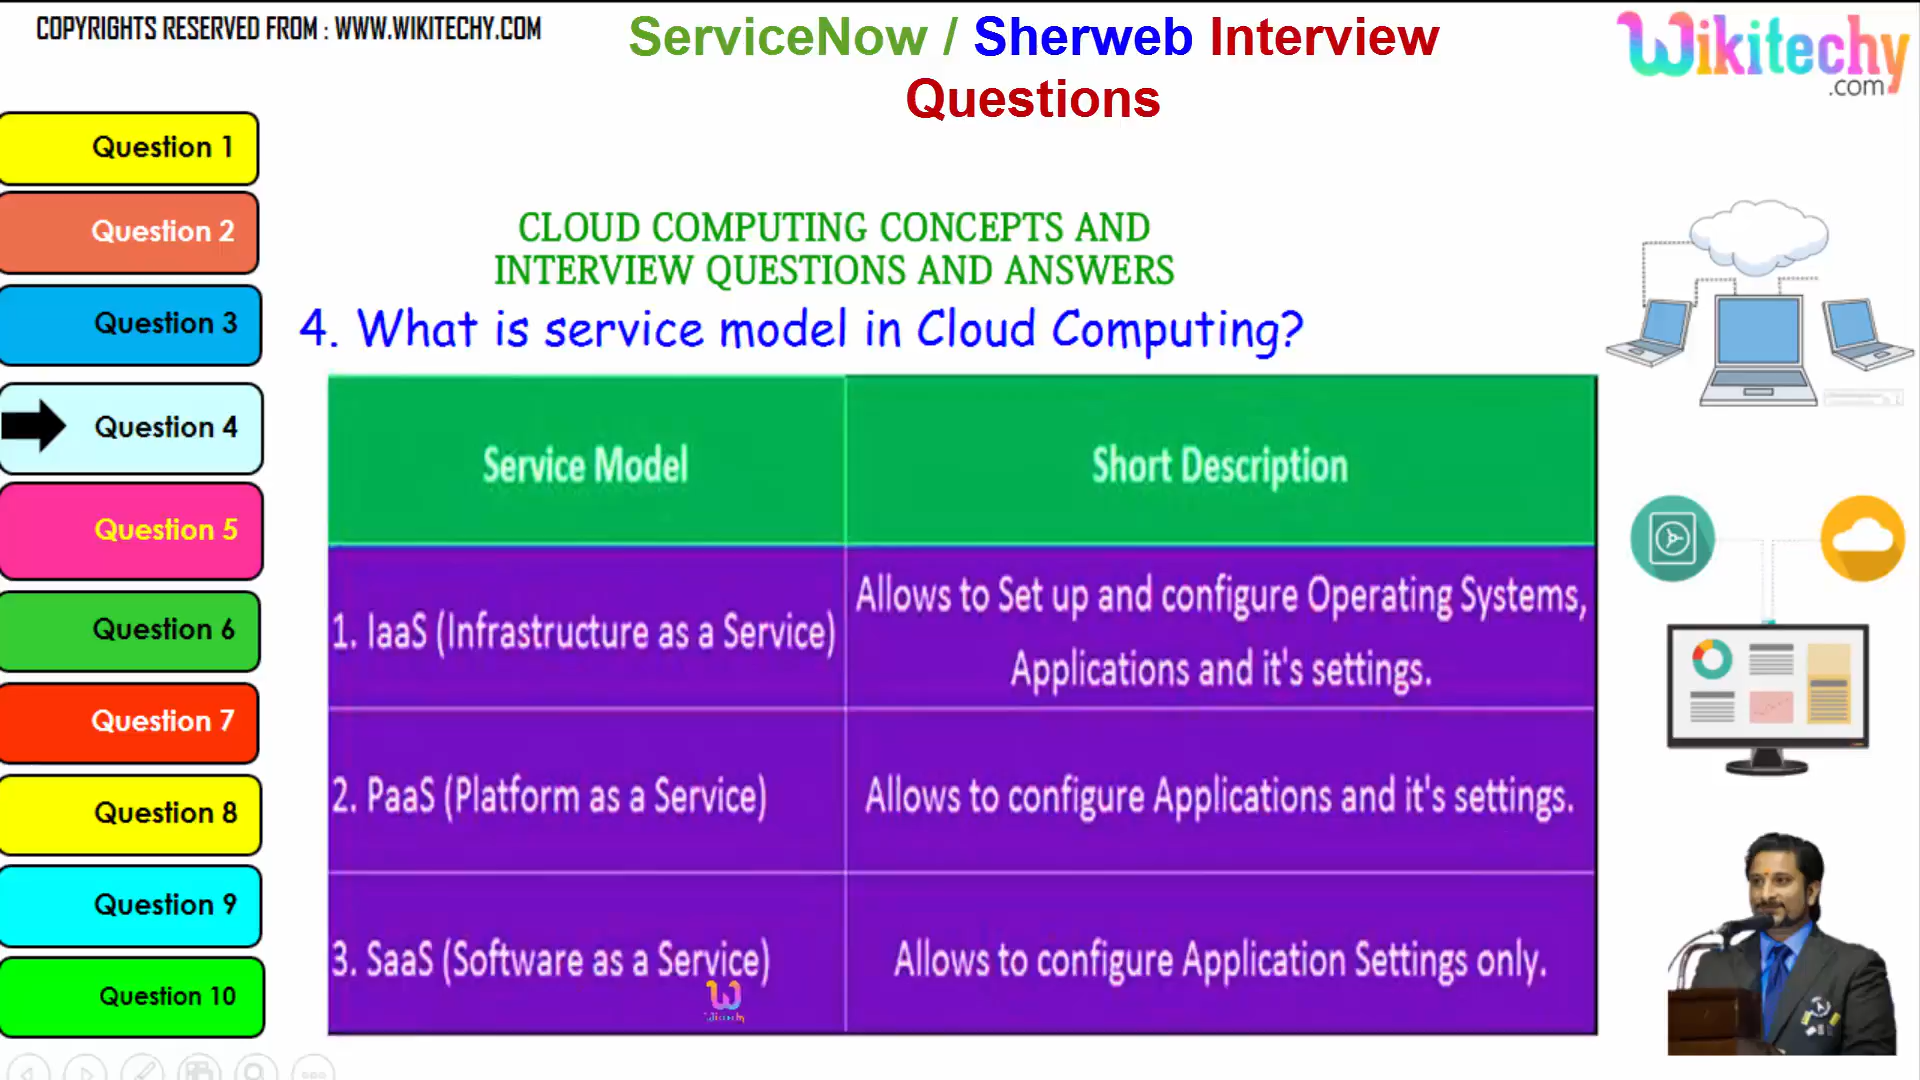 COPYRIGHTS RESERVED FROM : WWW.WIKITECHY.COM
ServiceNow / Sherweb Interview
Questions
Wikitechy
.com
Question 1
Question 2
Question 3
Question 4
Question 5
Question 6
Question 7
Question 8
Question 9
Question 10
CLOUD COMPUTING CONCEPTS AND
INTERVIEW QUESTIONS AND ANSWERS
4. What is service model in Cloud Computing?
Service Model
Short Description
1. IaaS (Infrastructure as a Service)
Allows to Set up and configure Operating Systems,
Applications and it's settings.
2. PaaS (Platform as a Service)
Allows to configure Applications and it's settings.
3. SaaS (Software as a Service)
Allows to configure Application Settings only.
Wikitechy